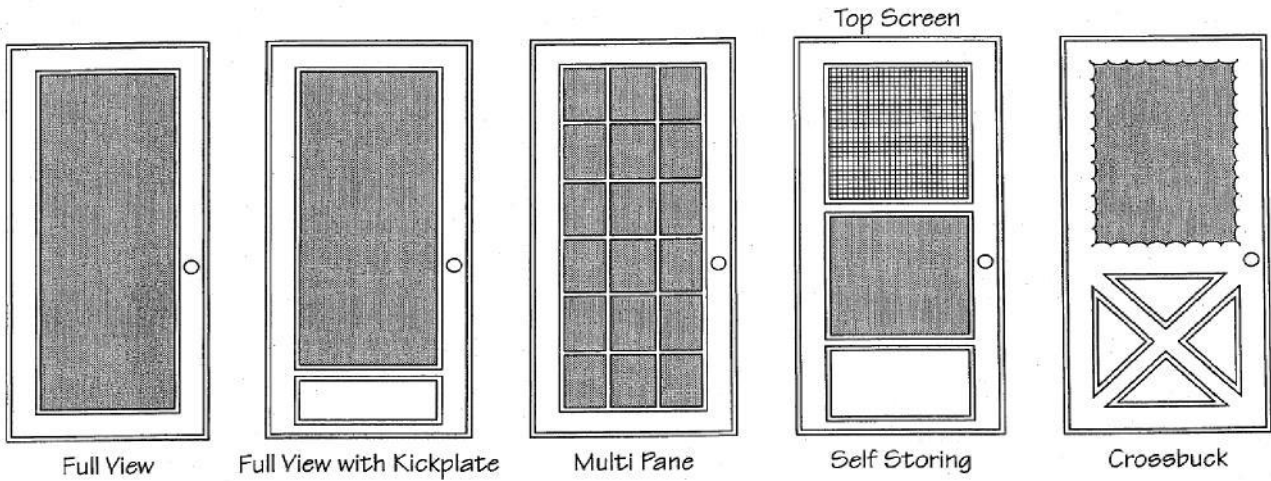 Top Screen
Full View
Full View with Kickplate
Multi Pane
Self Storing
Crossbuck